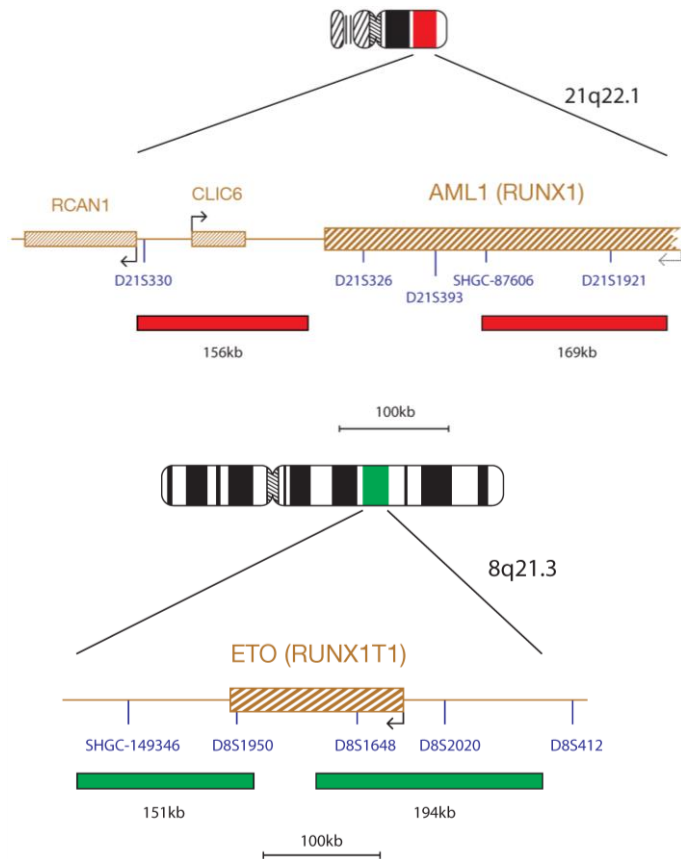 21q22.1
AML1 (RUNX1)
CLIC6
RCAN1
D21S330
D21S326
SHGC-87606
D21S1921
D21S393
156kb
169kb
100kb
8q21.3
ETO (RUNX1T1)
SHGC-149346
D8S1950
D8S1648
D8S2020
D8S412
151kb
194kb
100kb